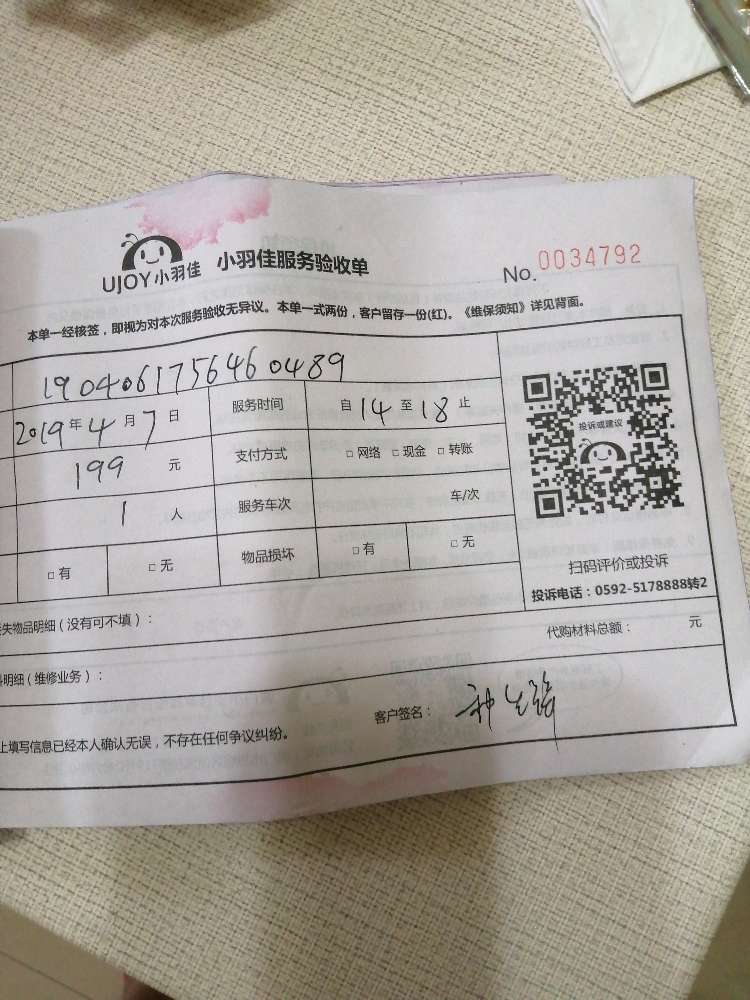 UJOY小羽佳 小羽佳服务验收单
No. 0034792
本单一经核签，即视为对本次服务验收无异议。本单一式两份，客户留存一份(红)。《维保须知》详见背面。
1904061756460489
2019年4月7日 服务时间 自14至18止
199元 支付方式 □网络 □现金 □转账
1人 服务车次 车/次
□有 □无 物品损坏 □有 □无
投诉或建议
扫码评价或投诉
投诉电话：0592-5178888转2
失物品明细（没有可不填）：
代购材料总额： 元
明细（维修业务）：
客户签名：
上填写信息已经本人确认无误，不存在任何争议纠纷。